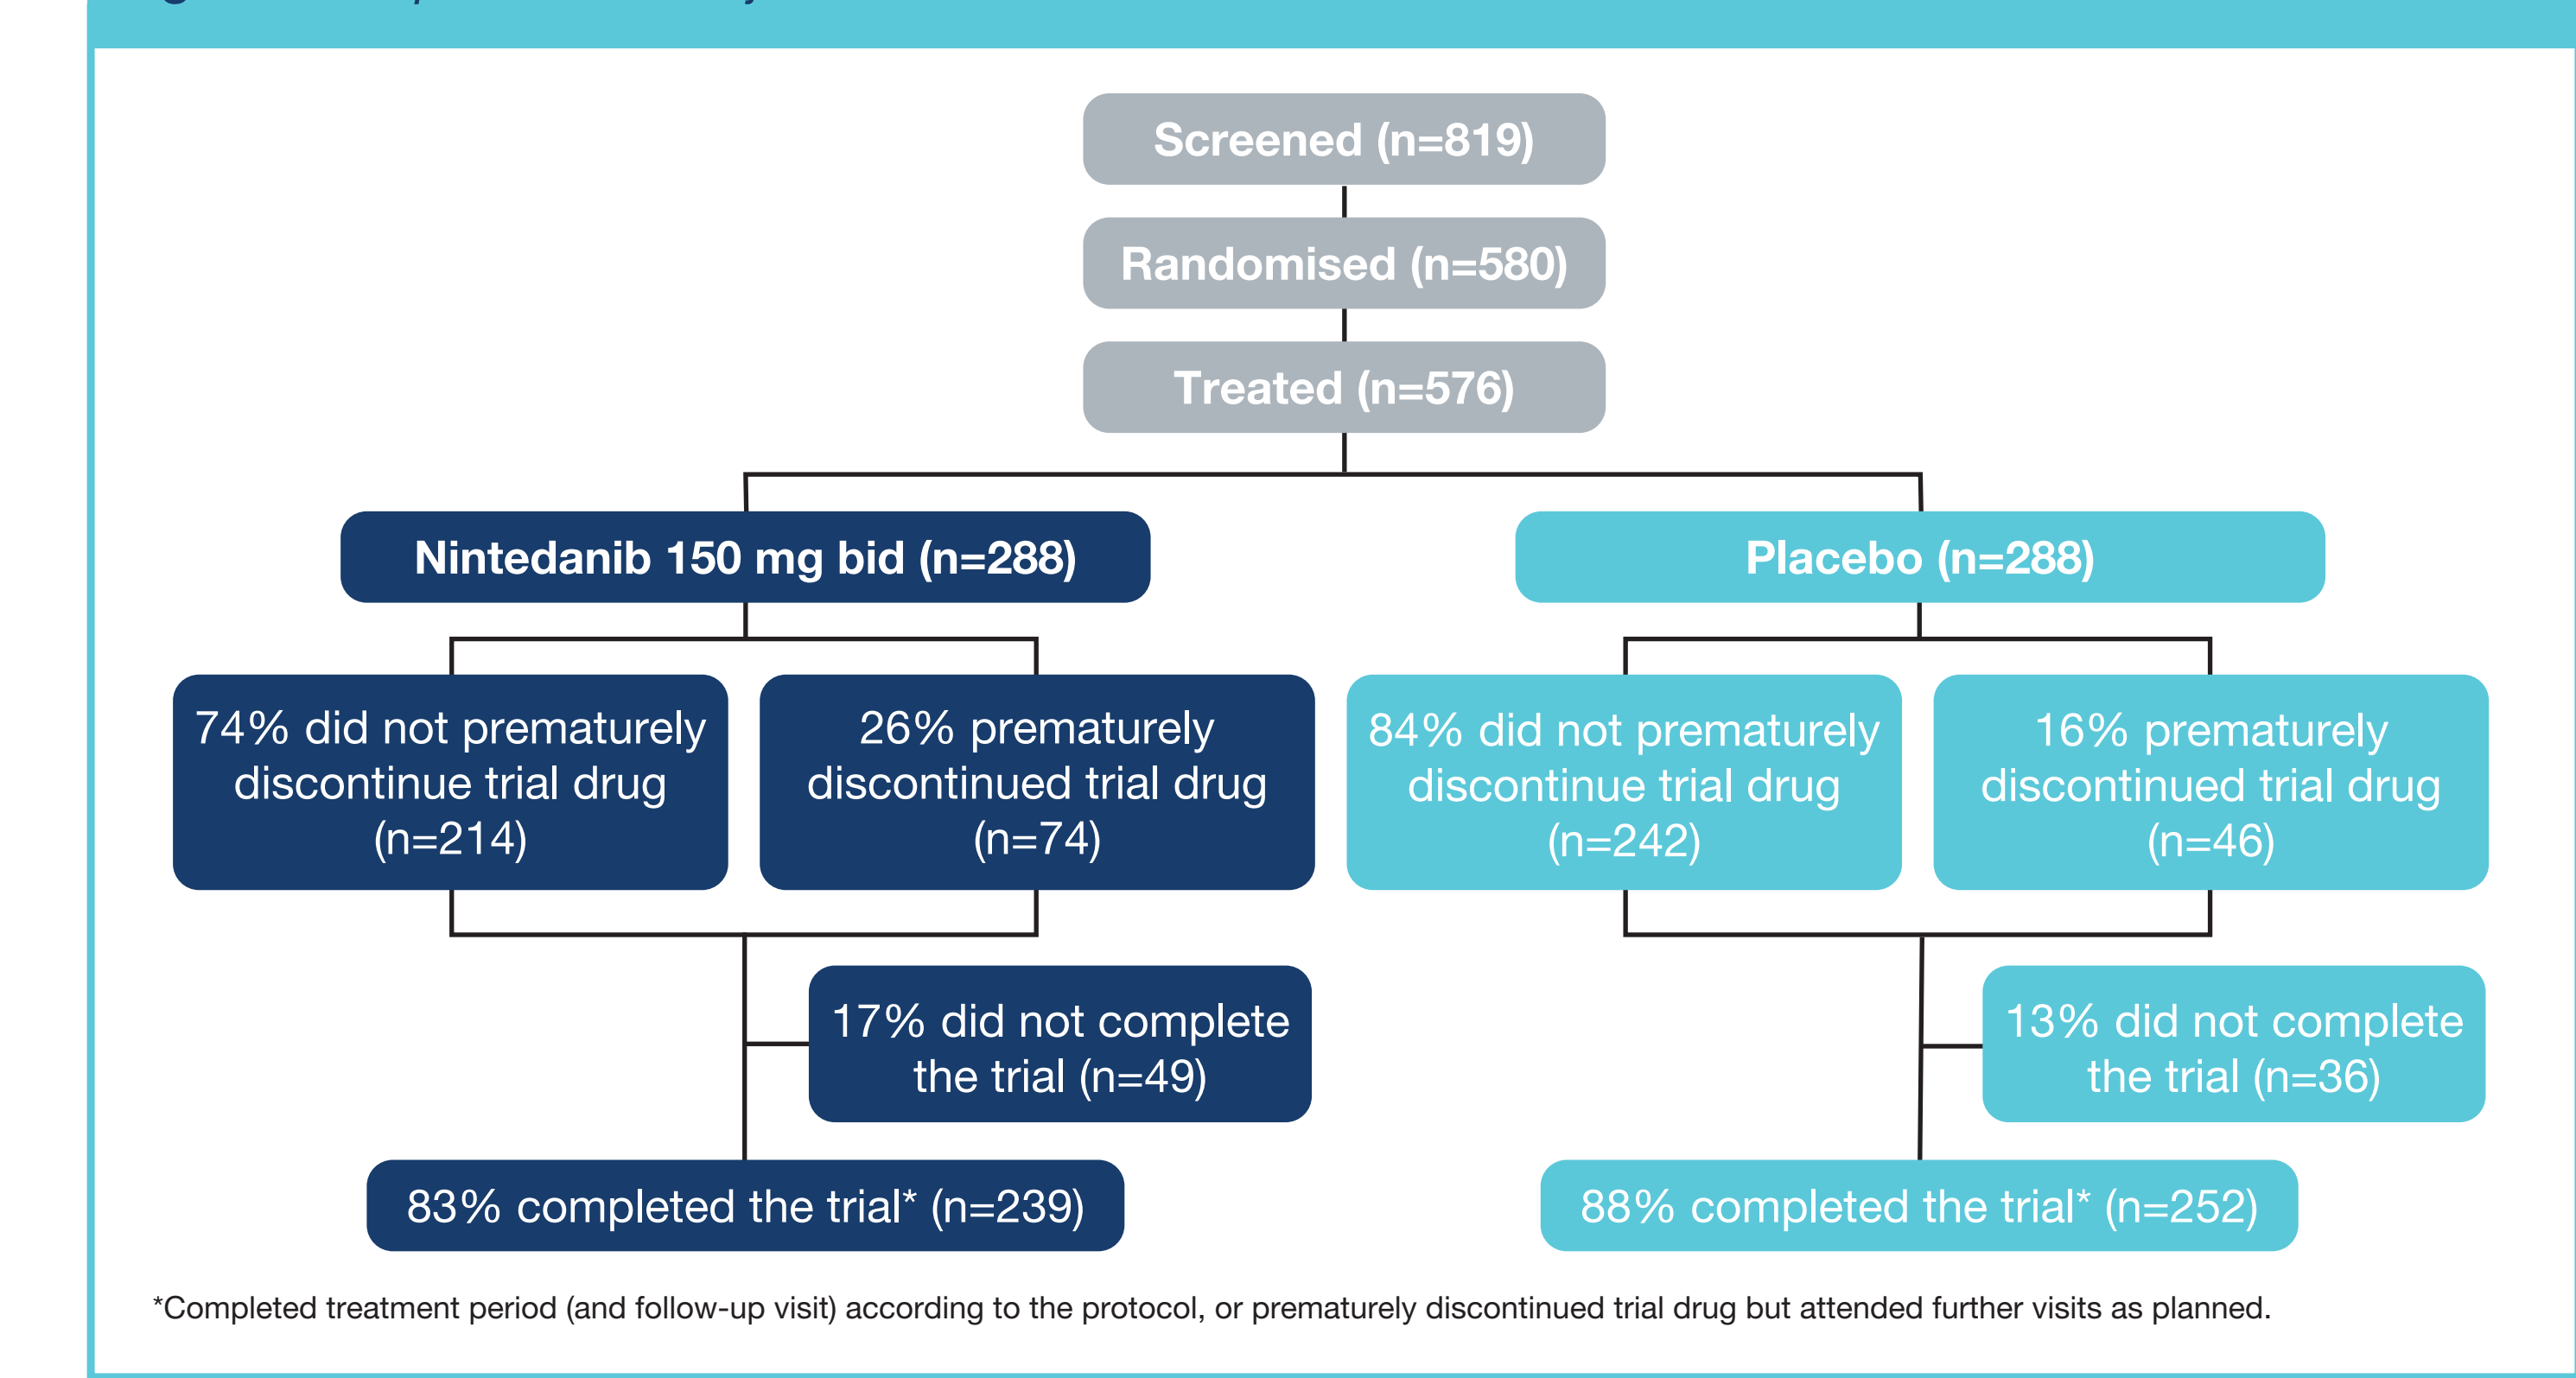 Screened (n=819)
Randomised (n=580)
Treated (n=576)
Nintedanib 150 mg bid (n=288)
Placebo (n=288)
74% did not prematurely
discontinue trial drug
(n=214)
26% prematurely
discontinued trial drug
(n=74)
84% did not prematurely
discontinue trial drug
(n=242)
16% prematurely
discontinued trial drug
(n=46)
17% did not complete
the trial (n=49)
13% did not complete
the trial (n=36)
83% completed the trial* (n=239)
88% completed the trial* (n=252)
*Completed treatment period (and follow-up visit) according to the protocol, or prematurely discontinued trial drug but attended further visits as planned.